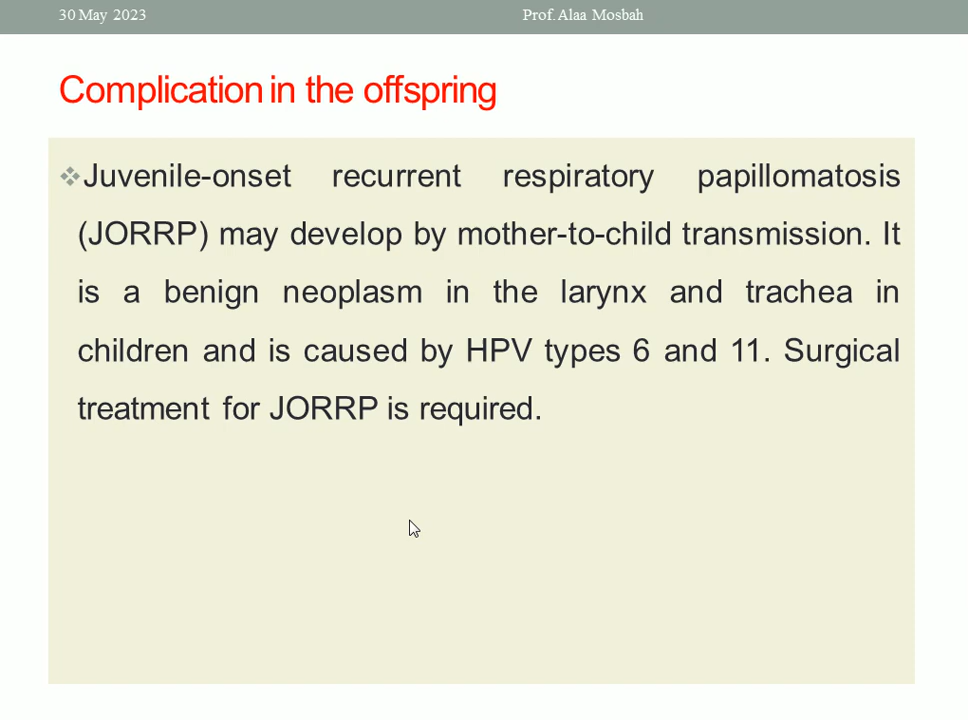 30 May 2023 Prof. Alaa Mosbah
Complication in the offspring
Juvenile-onset recurrent respiratory papillomatosis
(JORRP) may develop by mother-to-child transmission. It
is a benign neoplasm in the larynx and trachea in
children and is caused by HPV types 6 and 11. Surgical
treatment for JORRP is required.